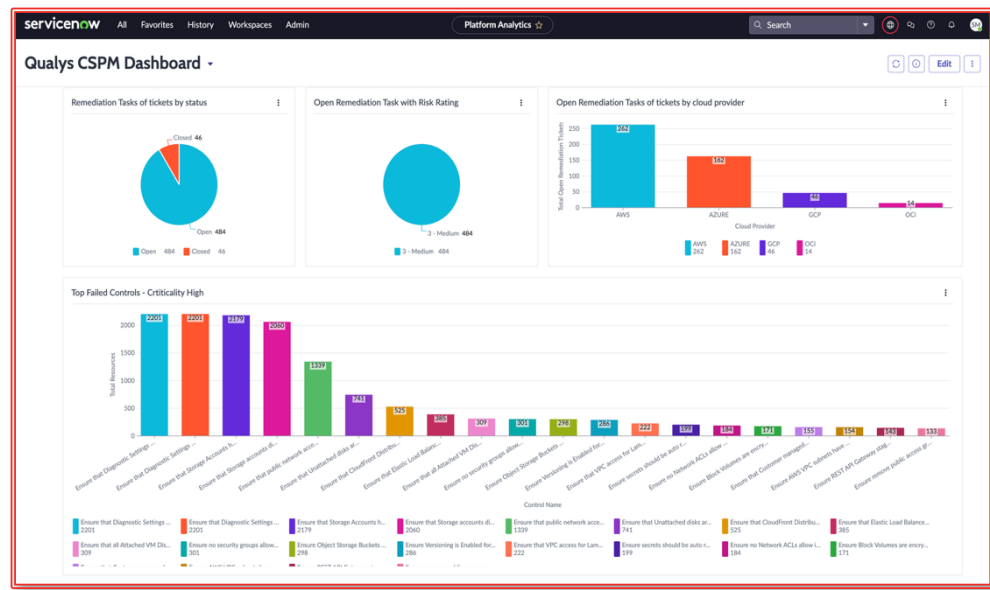 servicenow All Favorites History Workspaces Admin Platform Analytics ☆ Search SM
Qualys CSPM Dashboard Edit
Remediation Tasks of tickets by status
Closed 46
Open 484
Open 484 Closed 46
Open Remediation Task with Risk Rating
3 - Medium 484
3 - Medium 484
Open Remediation Tasks of tickets by cloud provider
Total Open Remediation Tickets
250
200
150
100
50
0
262
162
46
14
AWS AZURE GCP OCI
Cloud Provider
AWS AZURE GCP OCI
262 162 46 14
Top Failed Controls - Crtiticality High
Total Resources
2000
1500
1000
500
0
2201 2201 2179 2060 1339 741 525 385 309 301 298 286 222 199 184 171 155 154 143 133
Ensure that Diagnostic Settings ...
Ensure that Diagnostic Settings ...
Ensure that Storage Accounts h...
Ensure that Storage accounts di...
Ensure that public network acce...
Ensure that Unattached disks ar...
Ensure that CloudFront Distribu...
Ensure that Elastic Load Balanc...
Ensure that all Attached VM Dis...
Ensure no security groups allow...
Ensure Object Storage Buckets ...
Ensure Versioning is Enabled for...
Ensure that VPC access for Lam...
Ensure secrets should be auto r...
Ensure no Network ACLs allow ...
Ensure Block Volumes are encry...
Ensure that Customer managed...
Ensure AWS VPC subnets have ...
Ensure REST API Gateway stag...
Ensure remove public access gr...
Control Name
Ensure that Diagnostic Settings ... Ensure that Diagnostic Settings ... Ensure that Storage Accounts h... Ensure that Storage accounts di... Ensure that public network acce... Ensure that Unattached disks ar... Ensure that CloudFront Distribu... Ensure that Elastic Load Balance...
2201 2201 2179 2060 1339 741 525 385
Ensure that all Attached VM Dis... Ensure no security groups allow... Ensure Object Storage Buckets ... Ensure Versioning is Enabled for... Ensure that VPC access for Lam... Ensure secrets should be auto r... Ensure no Network ACLs allow i... Ensure Block Volumes are encry...
309 301 298 286 222 199 184 171